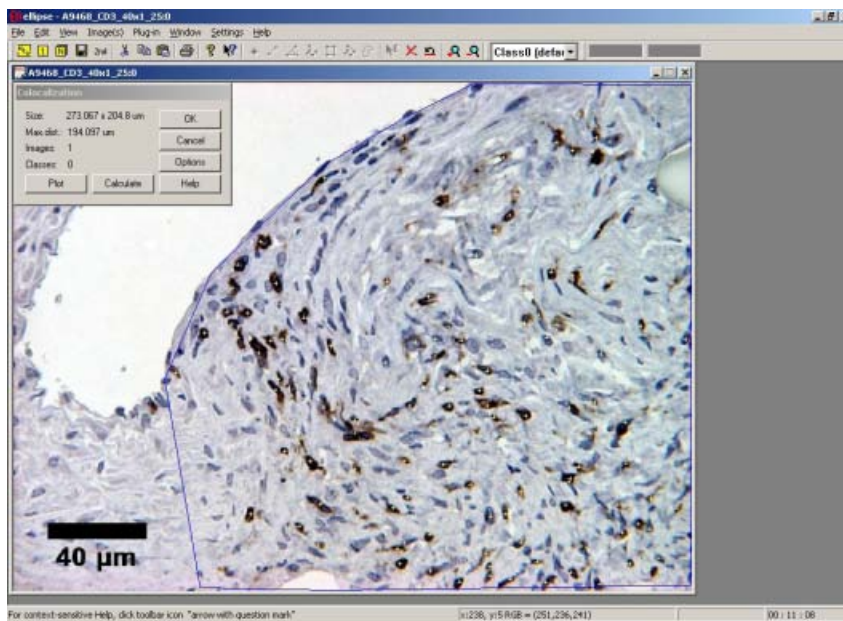 ellipse - A9468_CD3_40x1_25:0
File Edit View Image(s) Plug-in Window Settings Help
Class0 (defau
A9468_CD3_40x1_25:0
Colocalization
Size: 273.067 x 204.8 um
OK
Max dist: 194.097 um
Cancel
Images: 1
Options
Classes: 0
Plot Calculate Help
40 μm
For context-sensitive Help, click toolbar icon "arrow with question mark"
x:238, y:5 RGB = (251,236,241)
00 : 11 : 08